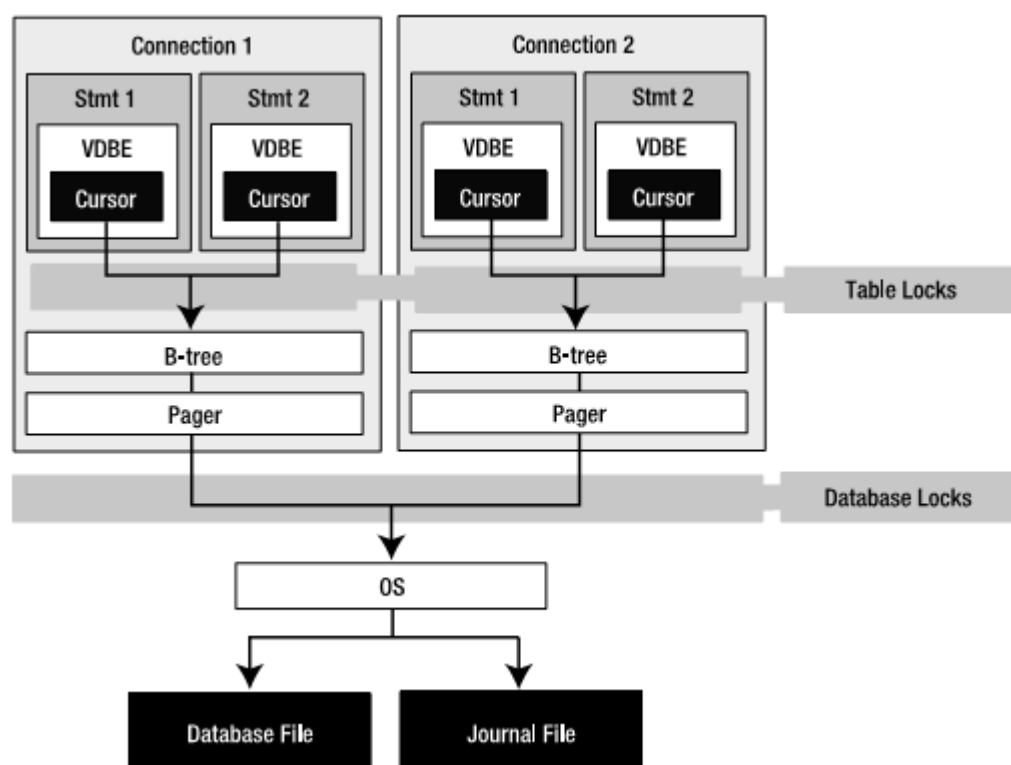 Connection 1
Connection 2
Stmt 1
Stmt 2
Stmt 1
Stmt 2
VDBE
VDBE
VDBE
VDBE
Cursor
Cursor
Cursor
Cursor
Table Locks
B-tree
B-tree
Pager
Pager
Database Locks
OS
Database File
Journal File